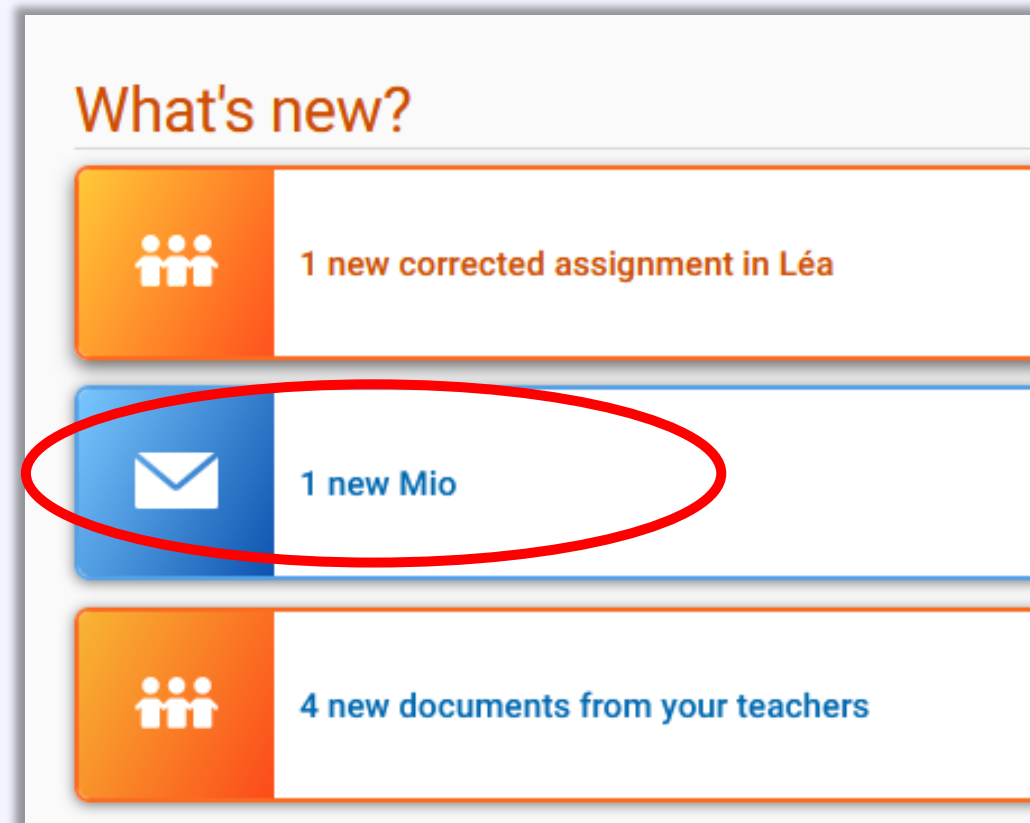 What's new?
1 new corrected assignment in Léa
1 new Mio
4 new documents from your teachers